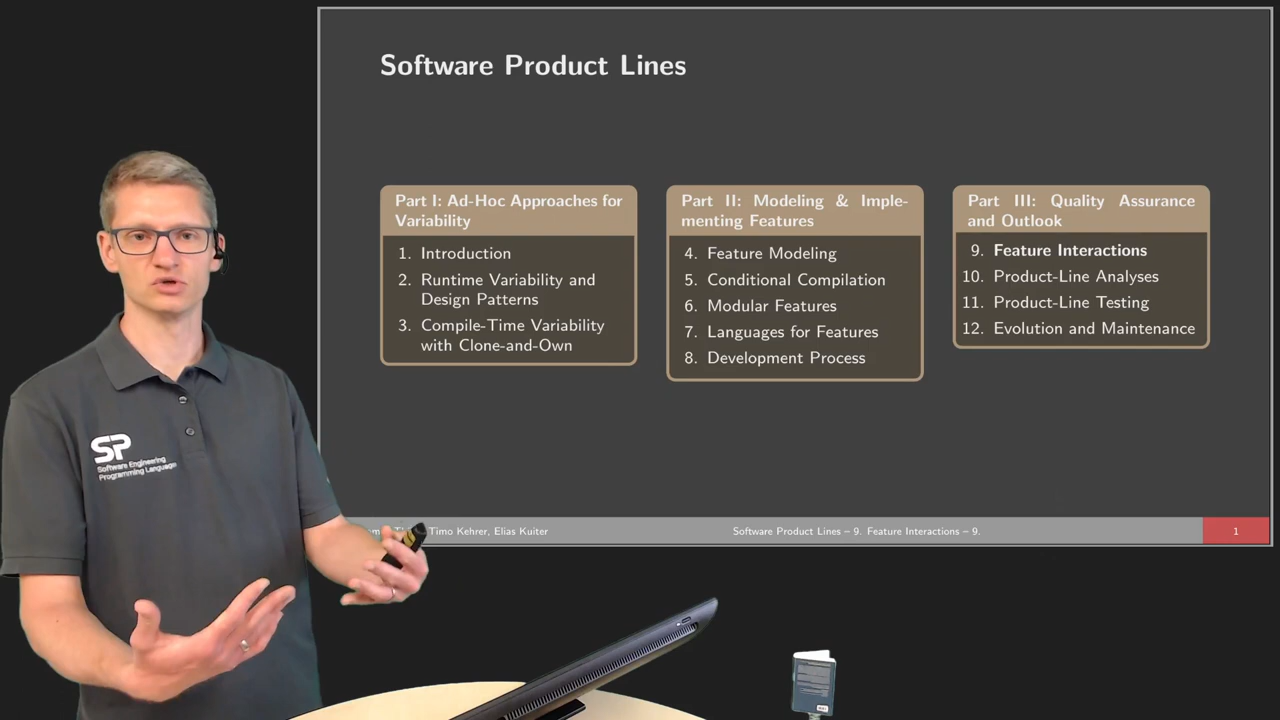 Software Product Lines
Part I: Ad-Hoc Approaches for
Variability
1. Introduction
2. Runtime Variability and
Design Patterns
3. Compile-Time Variability
with Clone-and-Own
Part II: Modeling & Imple-
menting Features
4. Feature Modeling
5. Conditional Compilation
6. Modular Features
7. Languages for Features
8. Development Process
Part III: Quality Assurance
and Outlook
9. Feature Interactions
10. Product-Line Analyses
11. Product-Line Testing
12. Evolution and Maintenance
SP
Software Engineering
Programming Language
Timo Kehrer, Elias Kuiter
Software Product Lines – 9. Feature Interactions – 9.
1